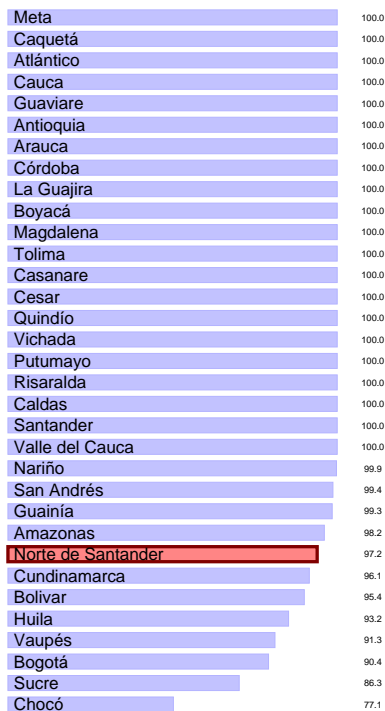 Meta 100.0
Caquetá 100.0
Atlántico 100.0
Cauca 100.0
Guaviare 100.0
Antioquia 100.0
Arauca 100.0
Córdoba 100.0
La Guajira 100.0
Boyacá 100.0
Magdalena 100.0
Tolima 100.0
Casanare 100.0
Cesar 100.0
Quindío 100.0
Vichada 100.0
Putumayo 100.0
Risaralda 100.0
Caldas 100.0
Santander 100.0
Valle del Cauca 100.0
Nariño 99.9
San Andrés 99.4
Guainía 99.3
Amazonas 98.2
Norte de Santander 97.2
Cundinamarca 96.1
Bolivar 95.4
Huila 93.2
Vaupés 91.3
Bogotá 90.4
Sucre 86.3
Chocó 77.1